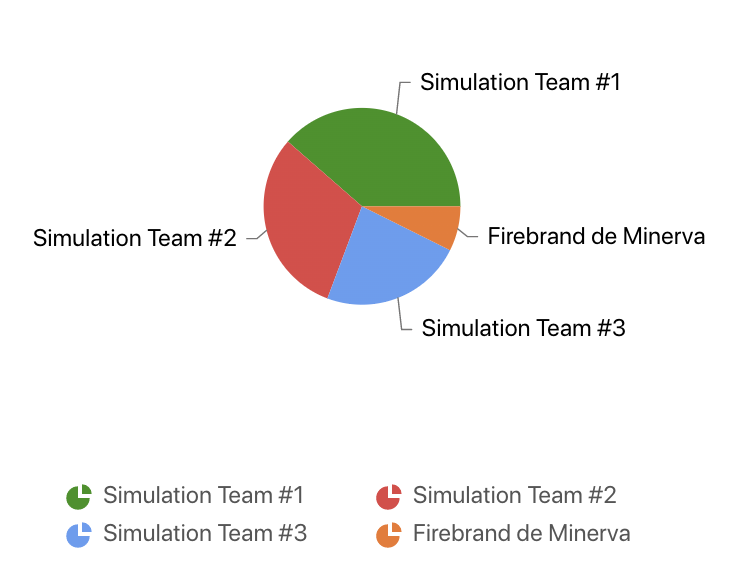 Simulation Team #1
Simulation Team #2
Firebrand de Minerva
Simulation Team #3
Simulation Team #1
Simulation Team #2
Simulation Team #3
Firebrand de Minerva